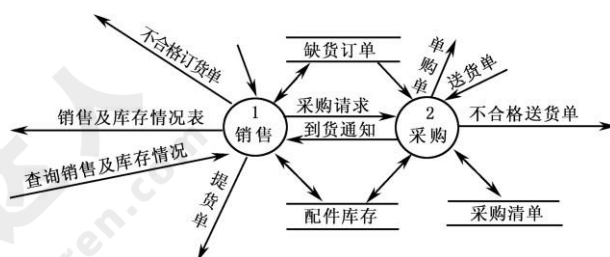 不合格订货单
缺货订单
单购单
送货单
销售及库存情况表
1
销售
采购请求
到货通知
2
采购
不合格送货单
查询销售及库存情况
提货单
配件库存
采购清单
ren.com